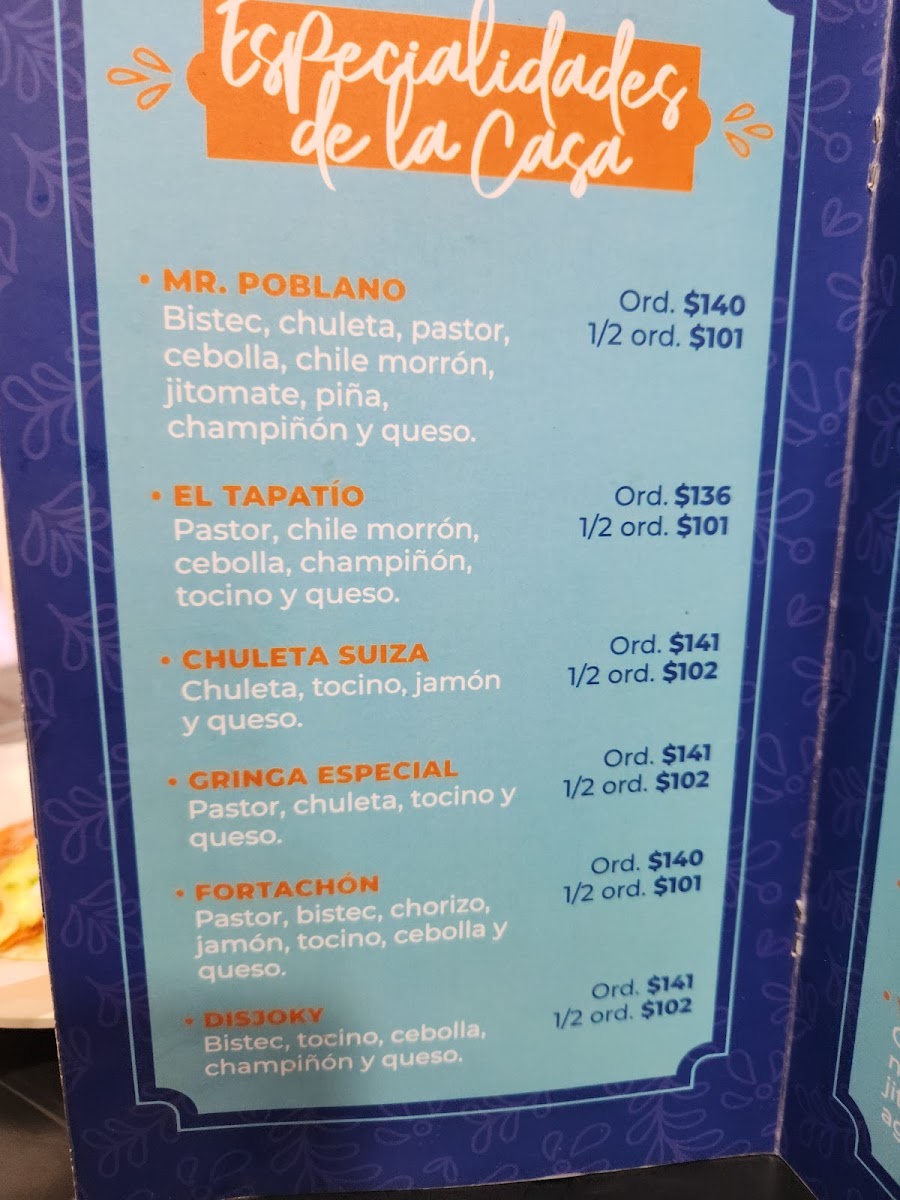 Especialidades
de la Casa
• MR. POBLANO
Bistec, chuleta, pastor,
cebolla, chile morrón,
jitomate, piña,
champiñón y queso.
Ord. $140
1/2 ord. $101
• EL TAPATÍO
Pastor, chile morrón,
cebolla, champiñón,
tocino y queso.
Ord. $136
1/2 ord. $101
• CHULETA SUIZA
Chuleta, tocino, jamón
y queso.
Ord. $141
1/2 ord. $102
• GRINGA ESPECIAL
Pastor, chuleta, tocino y
queso.
Ord. $141
1/2 ord. $102
• FORTACHÓN
Pastor, bistec, chorizo,
jamón, tocino, cebolla y
queso.
Ord. $140
1/2 ord. $101
• DISJOKY
Bistec, tocino, cebolla,
champiñón y queso.
Ord. $141
1/2 ord. $102